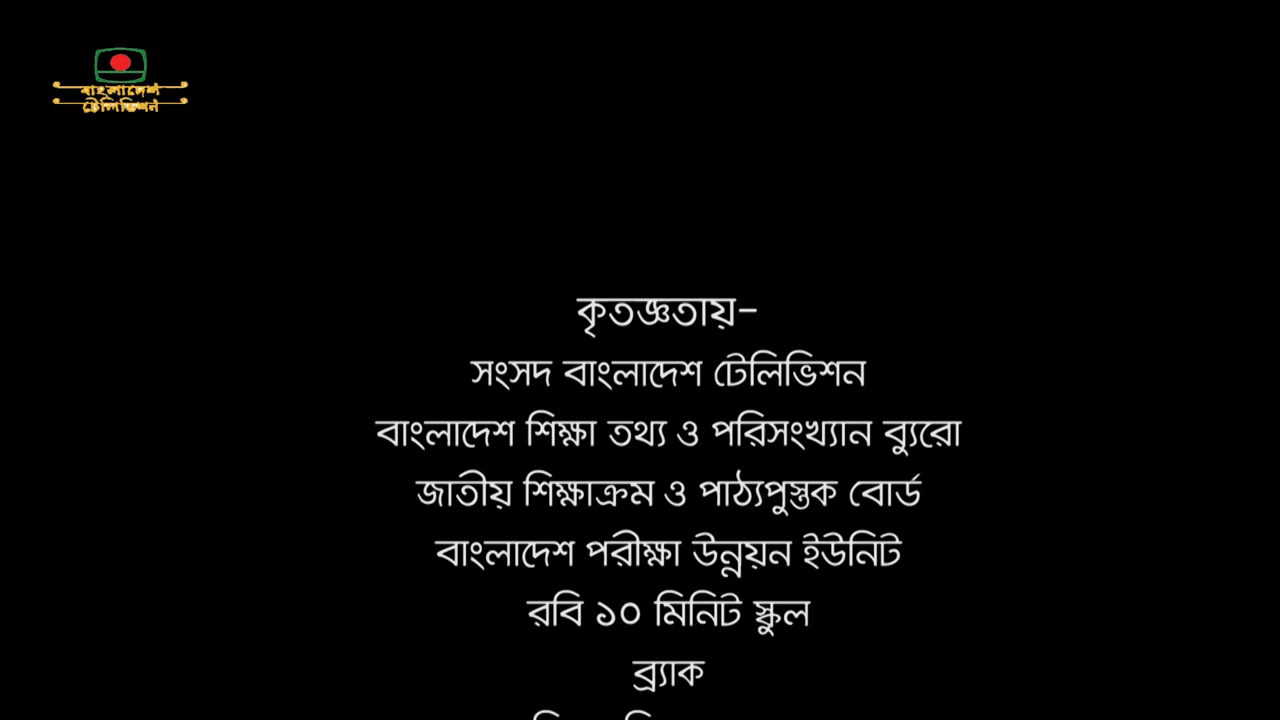 বাংলাদেশ
টেলিভিশন
কৃতজ্ঞতায়-
সংসদ বাংলাদেশ টেলিভিশন
বাংলাদেশ শিক্ষা তথ্য ও পরিসংখ্যান ব্যুরো
জাতীয় শিক্ষাক্রম ও পাঠ্যপুস্তক বোর্ড
বাংলাদেশ পরীক্ষা উন্নয়ন ইউনিট
রবি ১০ মিনিট স্কুল
ব্র্যাক